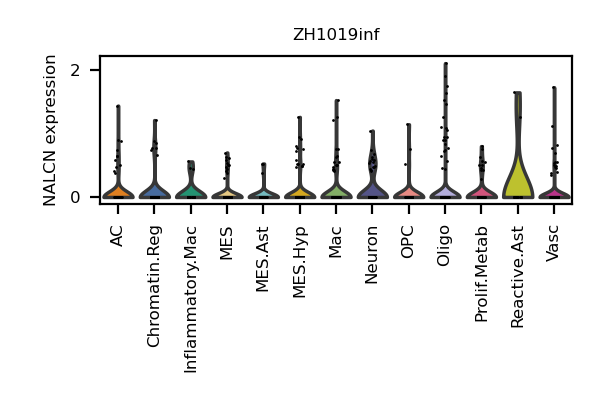 ZH1019inf
NALCN expression
2
0
AC
Chromatin.Reg
Inflammatory.Mac
MES
MES.Ast
MES.Hyp
Mac
Neuron
OPC
Oligo
Prolif.Metab
Reactive.Ast
Vasc